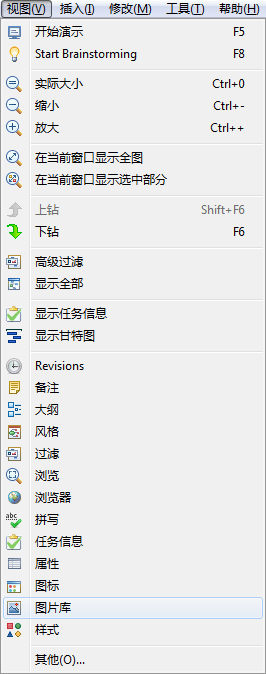 视图(V) 插入(I) 修改(M) 工具(T) 帮助(H)
开始演示 F5
Start Brainstorming F8
实际大小 Ctrl+0
缩小 Ctrl+-
放大 Ctrl++
在当前窗口显示全图
在当前窗口显示选中部分
上钻 Shift+F6
下钻 F6
高级过滤
显示全部
显示任务信息
显示甘特图
Revisions
备注
大纲
风格
过滤
浏览
浏览器
abc 拼写
任务信息
属性
图标
图片库
样式
其他(O)...